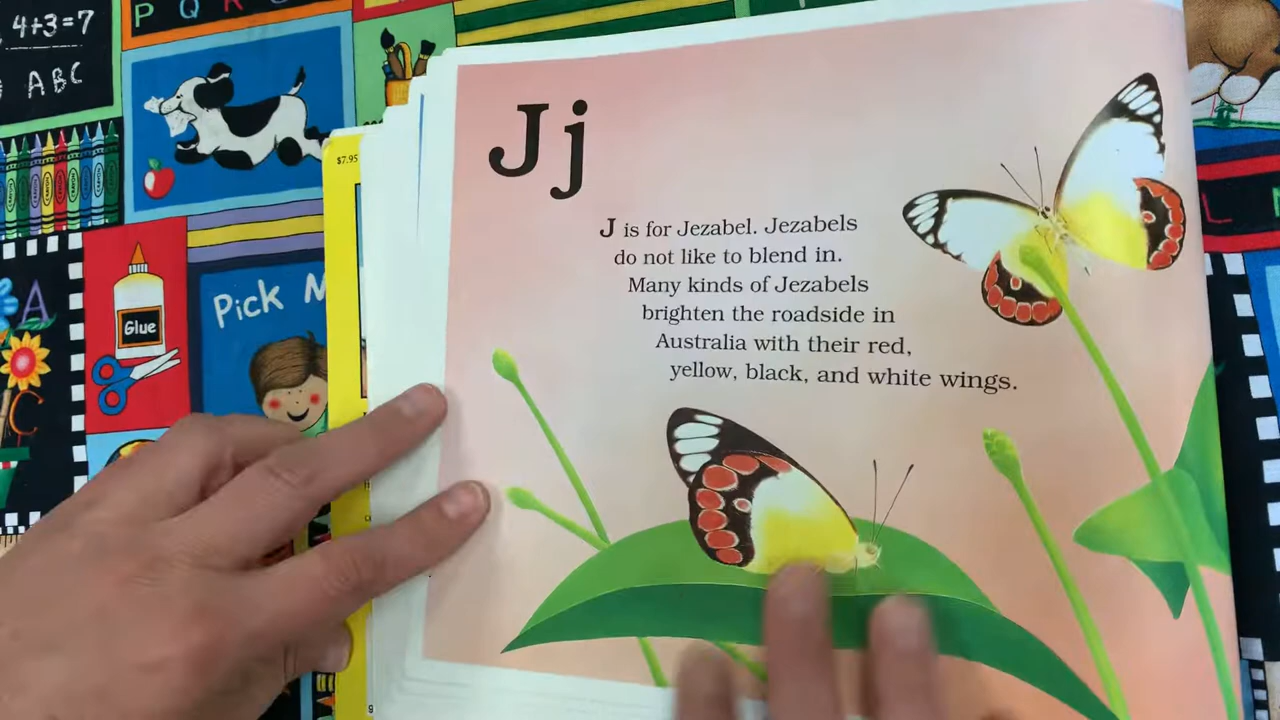 4+3=7
ABC
P Q R
$7.95
Glue
Pick
A
C
L
Jj
J is for Jezabel. Jezabels
do not like to blend in.
Many kinds of Jezabels
brighten the roadside in
Australia with their red,
yellow, black, and white wings.